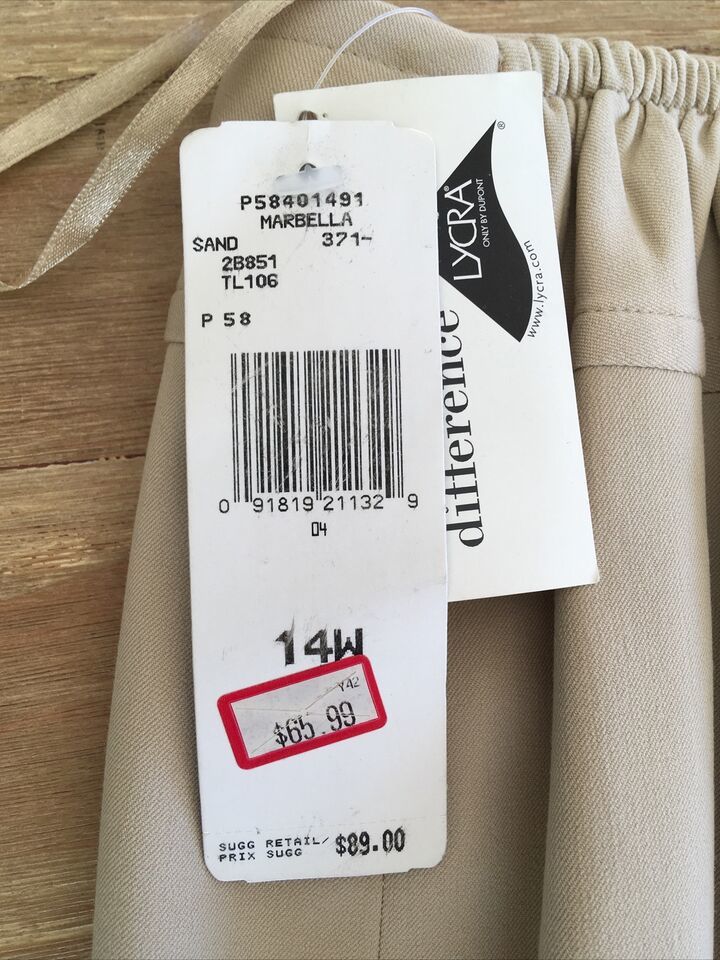 P58401491
MARBELLA
SAND 371-
2B851
TL106
P 58
0 91819 21132 9
04
14W
Y42
$65.99
SUGG RETAIL/
PRIX SUGG $89.00
LYCRA®
ONLY BY DUPONT
®
www.lycra.com
difference